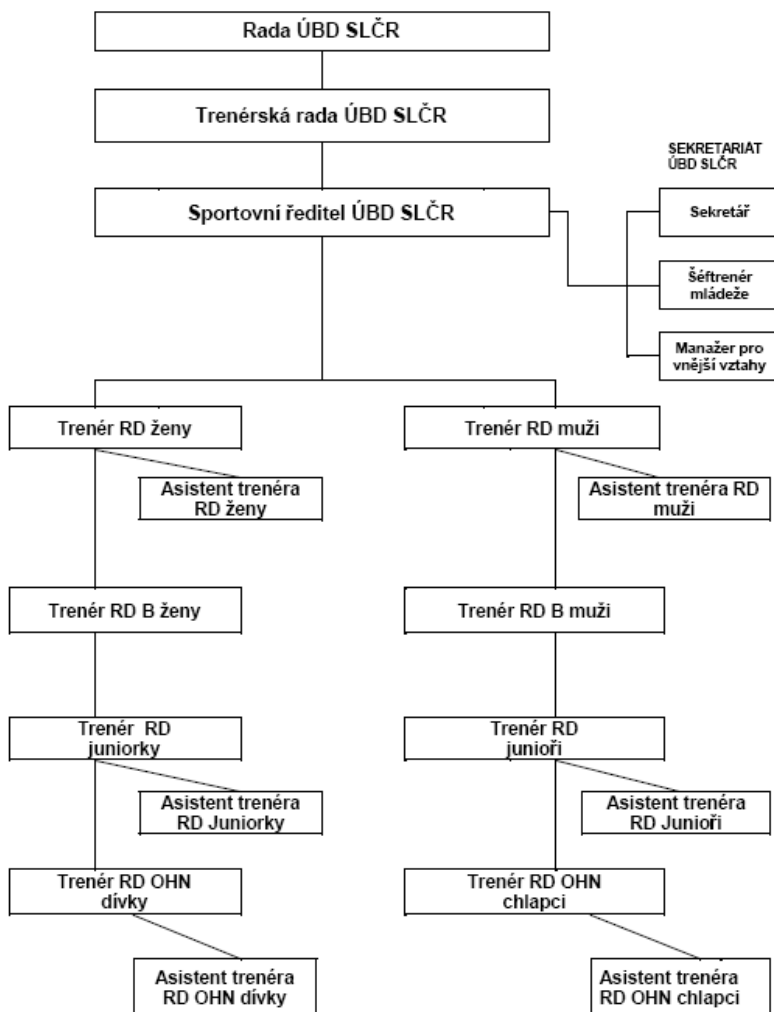 Rada ÚBD SLČR
Trenérská rada ÚBD SLČR
SEKRETARIÁT
ÚBD SLČR
Sportovní ředitel ÚBD SLČR
Sekretář
Šéftrenér
mládeže
Manažer pro
vnější vztahy
Trenér RD ženy
Trenér RD muži
Asistent trenéra
RD ženy
Asistent trenéra RD
muži
Trenér RD B ženy
Trenér RD B muži
Trenér RD
juniorky
Trenér RD
junioři
Asistent trenéra
RD Juniorky
Asistent trenéra
RD Junioři
Trenér RD OHN
dívky
Trenér RD OHN
chlapci
Asistent trenéra
RD OHN dívky
Asistent trenéra
RD OHN chlapci